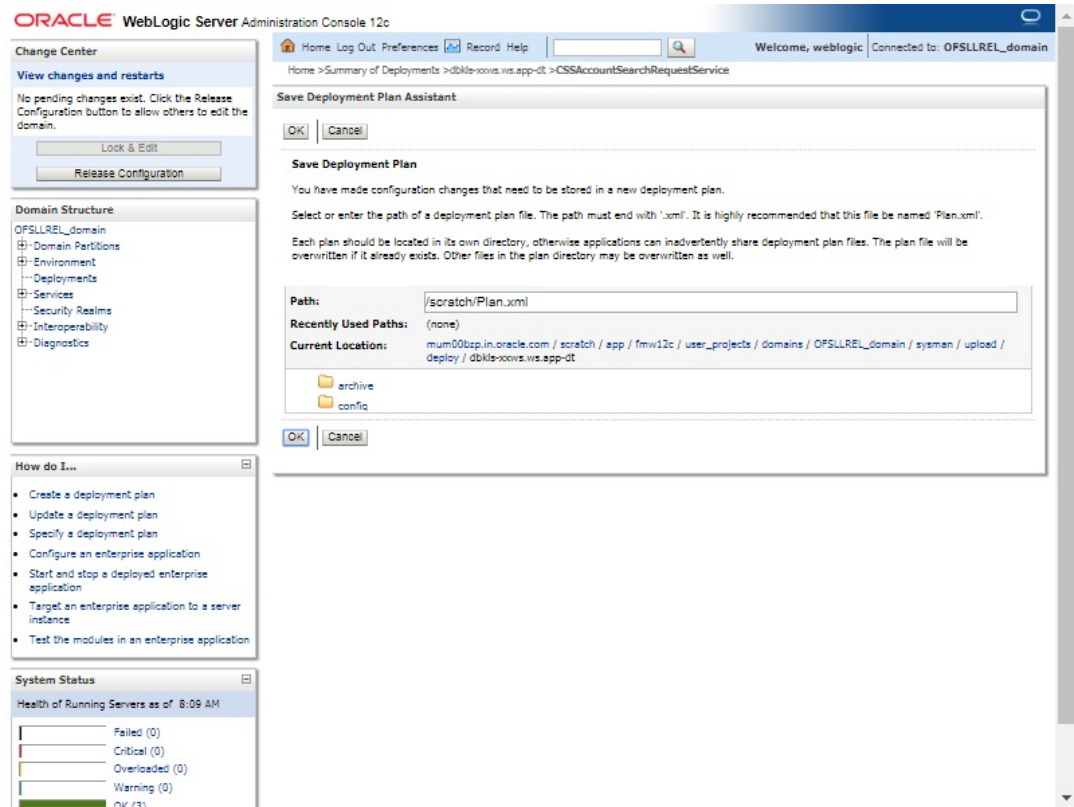 ORACLE WebLogic Server Administration Console 12c
Change Center
View changes and restarts
No pending changes exist. Click the Release
Configuration button to allow others to edit the
domain.
Lock & Edit
Release Configuration
Domain Structure
OFSLLREL_domain
Domain Partitions
Environment
Deployments
Services
Security Realms
Interoperability
Diagnostics
How do I...
Create a deployment plan
Update a deployment plan
Specify a deployment plan
Configure an enterprise application
Start and stop a deployed enterprise
application
Target an enterprise application to a server
instance
Test the modules in an enterprise application
System Status
Health of Running Servers as of 8:09 AM
Failed (0)
Critical (0)
Overloaded (0)
Warning (0)
OK (3)
Home Log Out Preferences Record Help
Welcome, weblogic Connected to: OFSLLREL_domain
Home >Summary of Deployments >dbkls-xxws.ws.app-dt >CSSAccountSearchRequestService
Save Deployment Plan Assistant
OK Cancel
Save Deployment Plan
You have made configuration changes that need to be stored in a new deployment plan.
Select or enter the path of a deployment plan file. The path must end with '.xml'. It is highly recommended that this file be named 'Plan.xml'.
Each plan should be located in its own directory, otherwise applications can inadvertently share deployment plan files. The plan file will be
overwritten if it already exists. Other files in the plan directory may be overwritten as well.
Path: /scratch/Plan.xml
Recently Used Paths: (none)
Current Location: mum00bzp.in.oracle.com / scratch / app / fmw12c / user_projects / domains / OFSLLREL_domain / sysman / upload /
deploy / dbkls-xxws.ws.app-dt
archive
config
OK Cancel